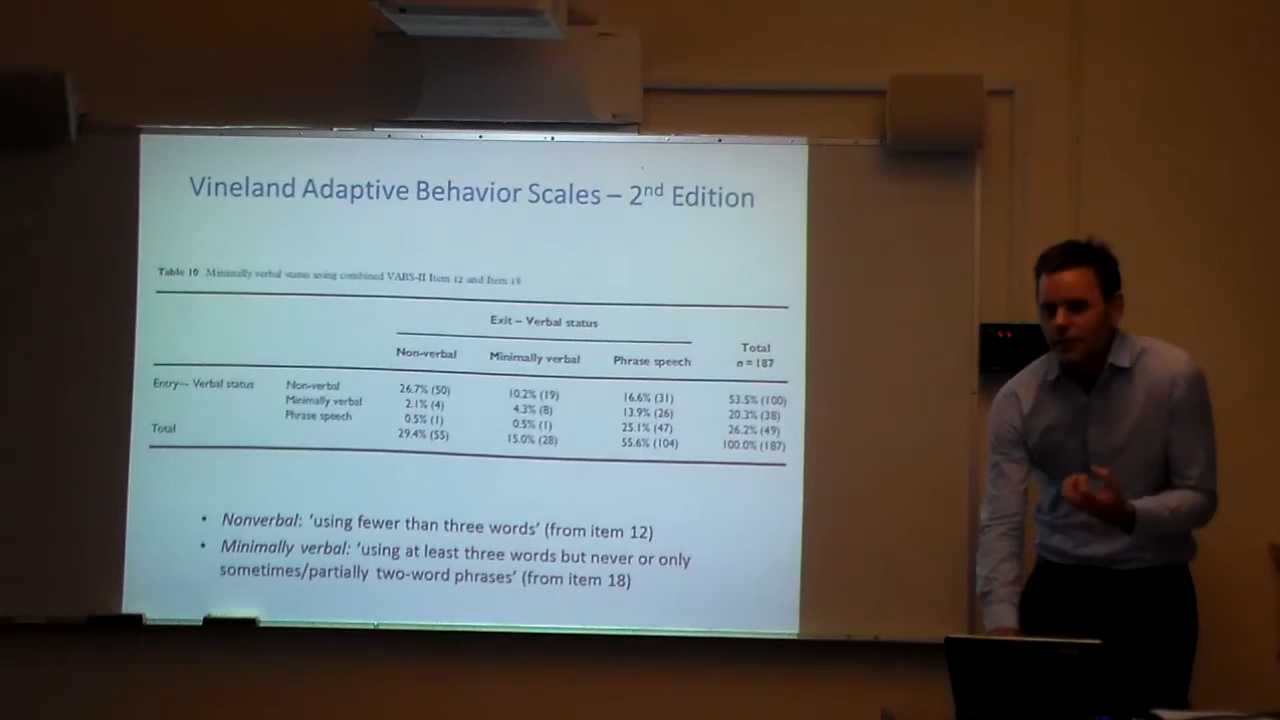 Vineland Adaptive Behavior Scales – 2nd Edition
Table 10 Minimally verbal status using combined VABS-II Item 12 and Item 18
Exit – Verbal status
Non-verbal Minimally verbal Phrase speech Total n = 187
Entry— Verbal status Non-verbal 26.7% (50) 10.2% (19) 16.6% (31) 53.5% (100)
Minimally verbal 2.1% (4) 4.3% (8) 13.9% (26) 20.3% (38)
Phrase speech 0.5% (1) 0.5% (1) 25.1% (47) 26.2% (49)
Total 29.4% (55) 15.0% (28) 55.6% (104) 100.0% (187)
• Nonverbal: ‘using fewer than three words’ (from item 12)
• Minimally verbal: ‘using at least three words but never or only
sometimes/partially two-word phrases’ (from item 18)